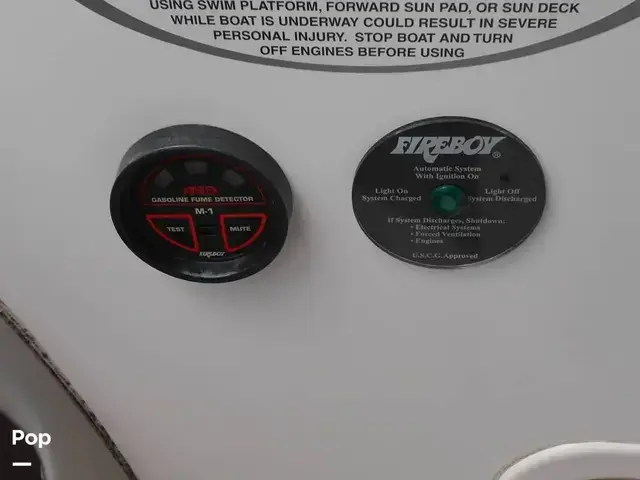 USING SWIM PLATFORM, FORWARD SUN PAD, OR SUN DECK
WHILE BOAT IS UNDERWAY COULD RESULT IN SEVERE
PERSONAL INJURY. STOP BOAT AND TURN
OFF ENGINES BEFORE USING
GASOLINE FUME DETECTOR
M-1
TEST
MUTE
FIREBOY
FIREBOY®
Automatic System
With Ignition On
Light On
System Charged
Light Off
System Discharged
If System Discharges, Shutdown:
• Electrical Systems
• Forced Ventilation
• Engines
U.S.C.G. Approved
Pop